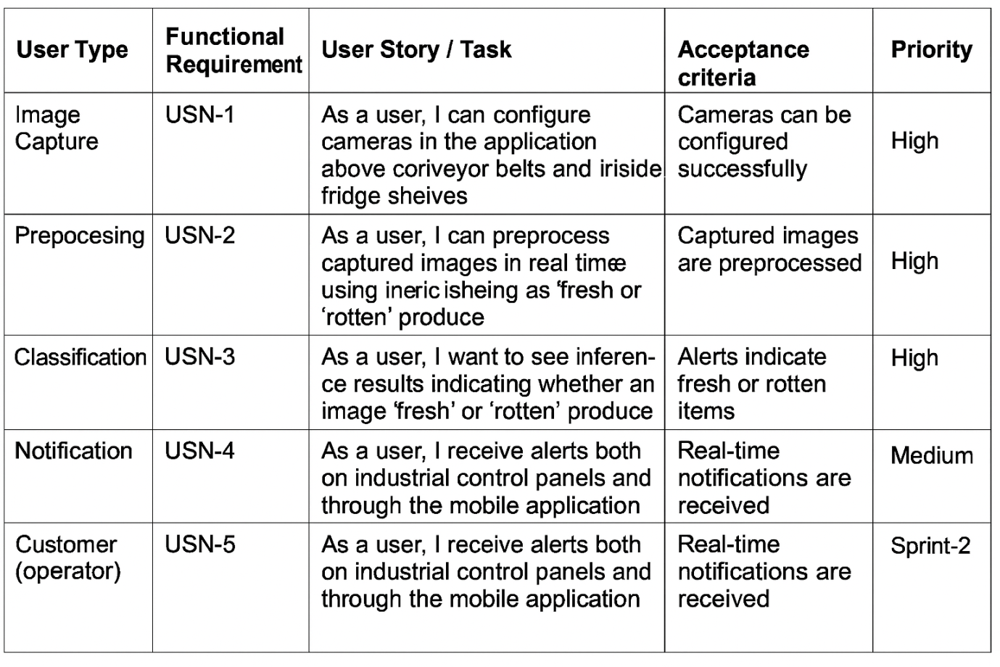 User Type
Functional
Requirement
User Story / Task
Acceptance
criteria
Priority
Image
Capture
USN-1
As a user, I can configure
cameras in the application
above coriveyor belts and iriside
fridge sheives
Cameras can be
configured
successfully
High
Prepocesing
USN-2
As a user, I can preprocess
captured images in real timee
using ineric isheing as ‘fresh or
‘rotten’ produce
Captured images
are preprocessed
High
Classification
USN-3
As a user, I want to see inferen-
ce results indicating whether an
image ‘fresh’ or ‘rotten’ produce
Alerts indicate
fresh or rotten
items
High
Notification
USN-4
As a user, I receive alerts both
on industrial control panels and
through the mobile application
Real-time
notifications are
received
Medium
Customer
(operator)
USN-5
As a user, I receive alerts both
on industrial control panels and
through the mobile application
Real-time
notifications are
received
Sprint-2